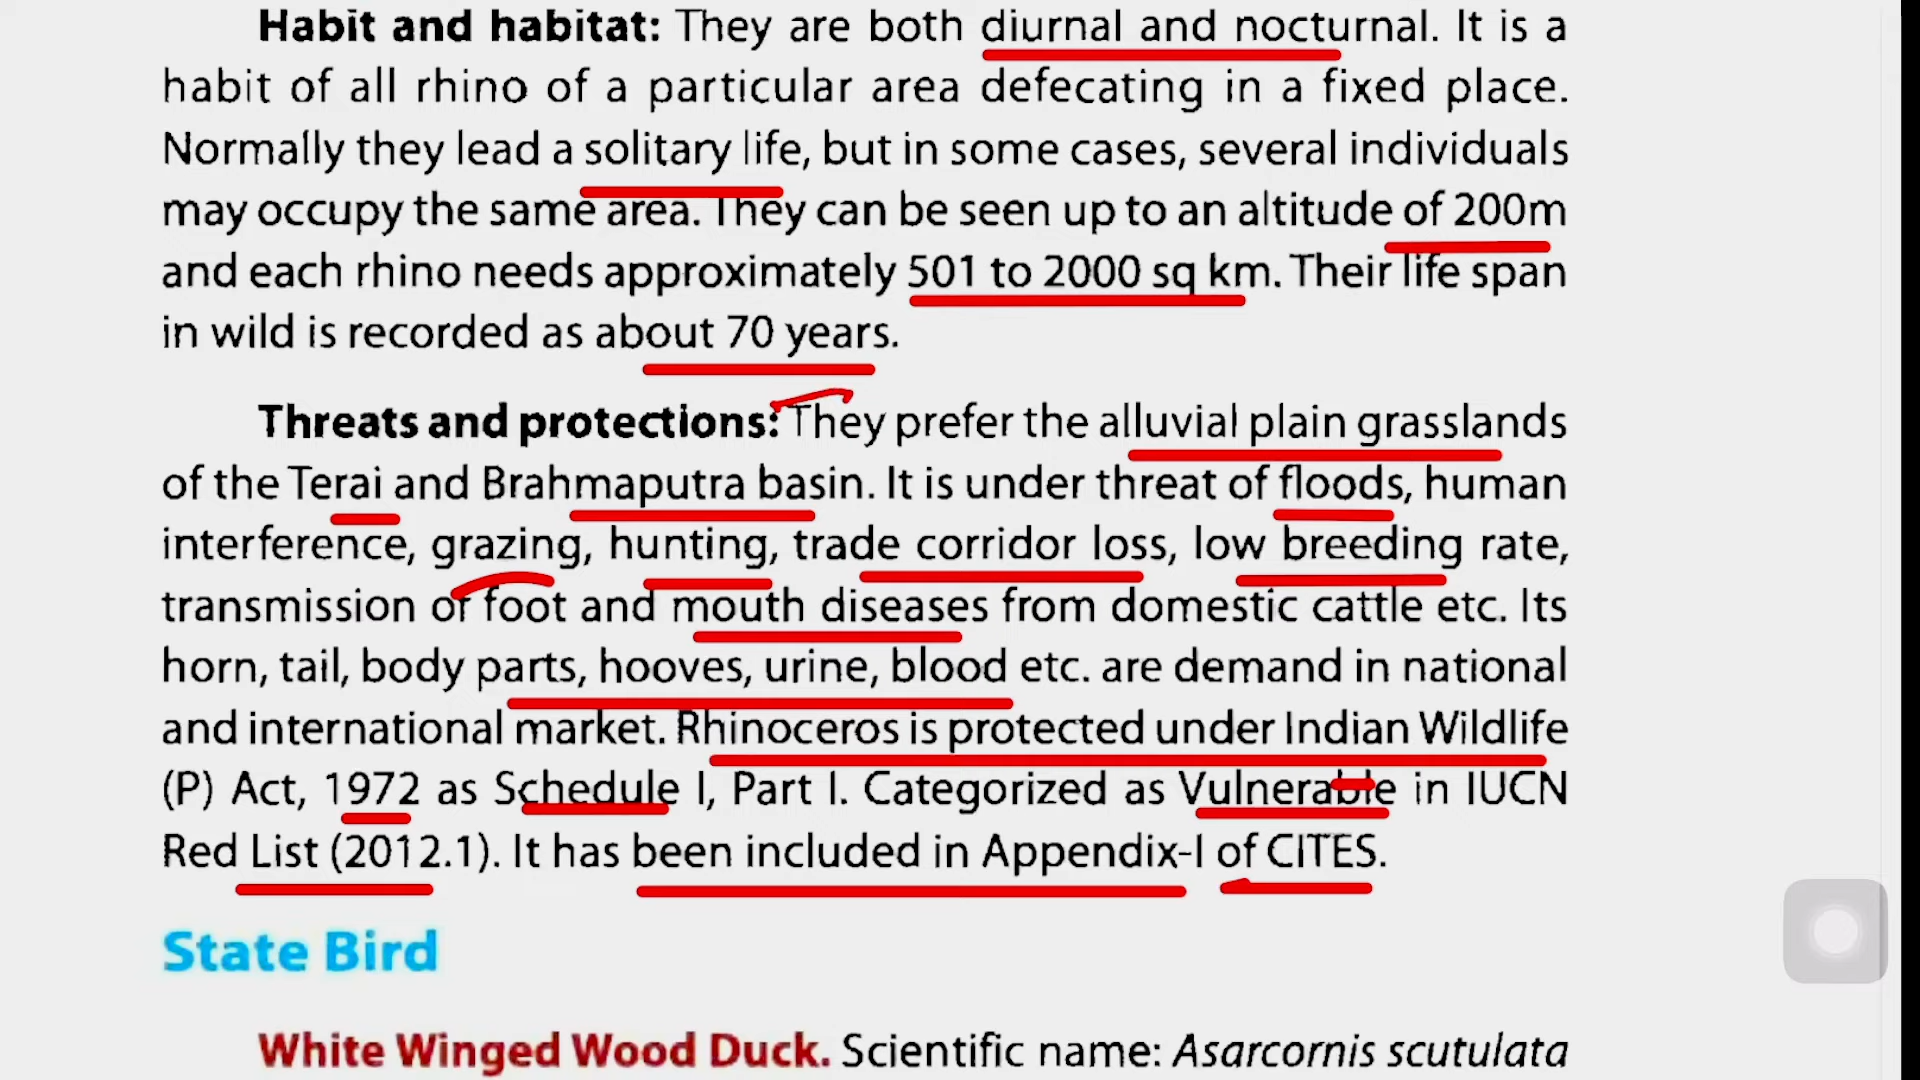 Habit and habitat: They are both diurnal and nocturnal. It is a
habit of all rhino of a particular area defecating in a fixed place.
Normally they lead a solitary life, but in some cases, several individuals
may occupy the same area. They can be seen up to an altitude of 200m
and each rhino needs approximately 501 to 2000 sq km. Their life span
in wild is recorded as about 70 years.
Threats and protections: They prefer the alluvial plain grasslands
of the Terai and Brahmaputra basin. It is under threat of floods, human
interference, grazing, hunting, trade corridor loss, low breeding rate,
transmission of foot and mouth diseases from domestic cattle etc. Its
horn, tail, body parts, hooves, urine, blood etc. are demand in national
and international market. Rhinoceros is protected under Indian Wildlife
(P) Act, 1972 as Schedule I, Part I. Categorized as Vulnerable in IUCN
Red List (2012.1). It has been included in Appendix-I of CITES.
State Bird
White Winged Wood Duck. Scientific name: Asarcornis scutulata